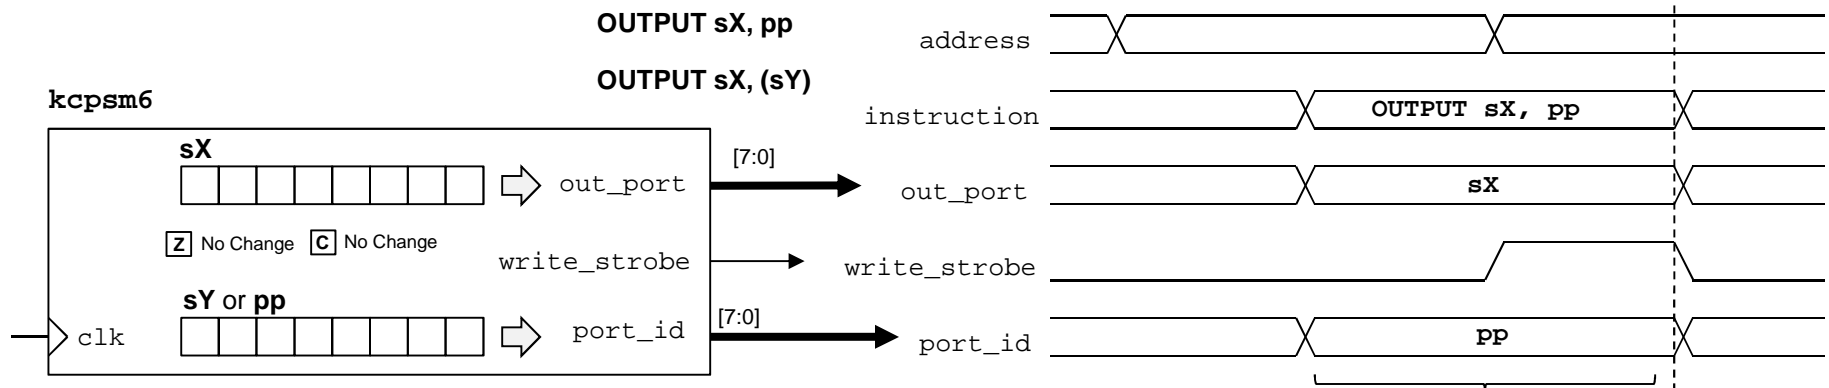 OUTPUT sX, pp
OUTPUT sX, (sY)
kcpsm6
sX
out_port
[7:0]
Z No Change C No Change
write_strobe
sY or pp
clk
port_id
[7:0]
address
instruction
OUTPUT sX, pp
out_port
sX
write_strobe
port_id
pp